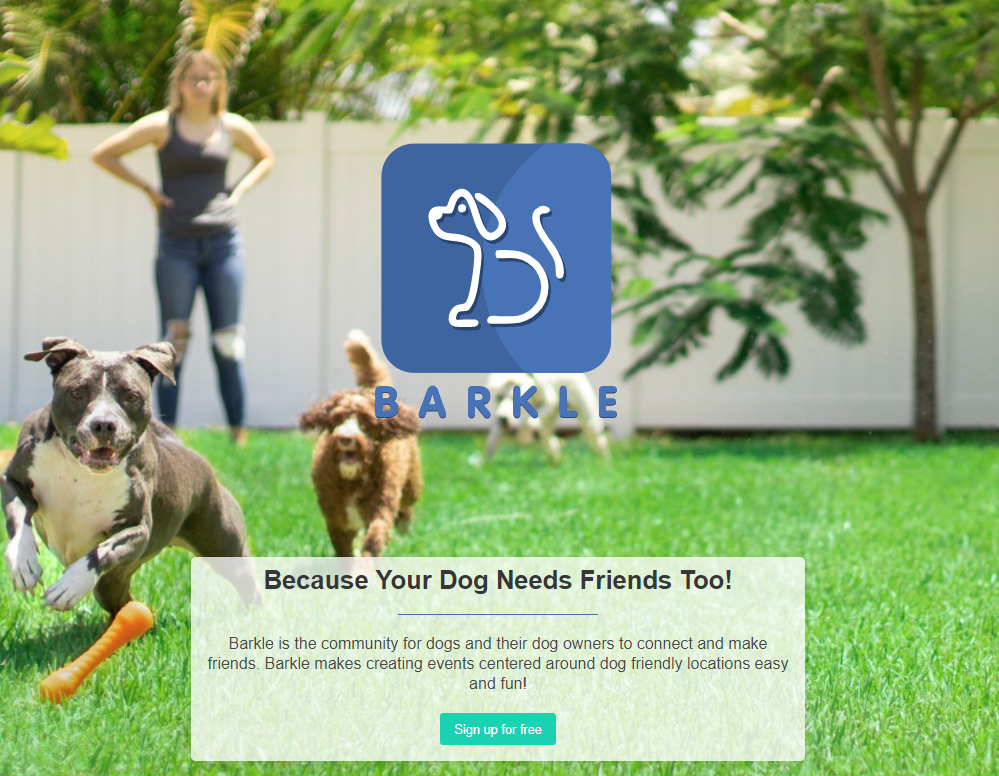 BARKLE
Because Your Dog Needs Friends Too!
Barkle is the community for dogs and their dog owners to connect and make
friends. Barkle makes creating events centered around dog friendly locations easy
and fun!
Sign up for free